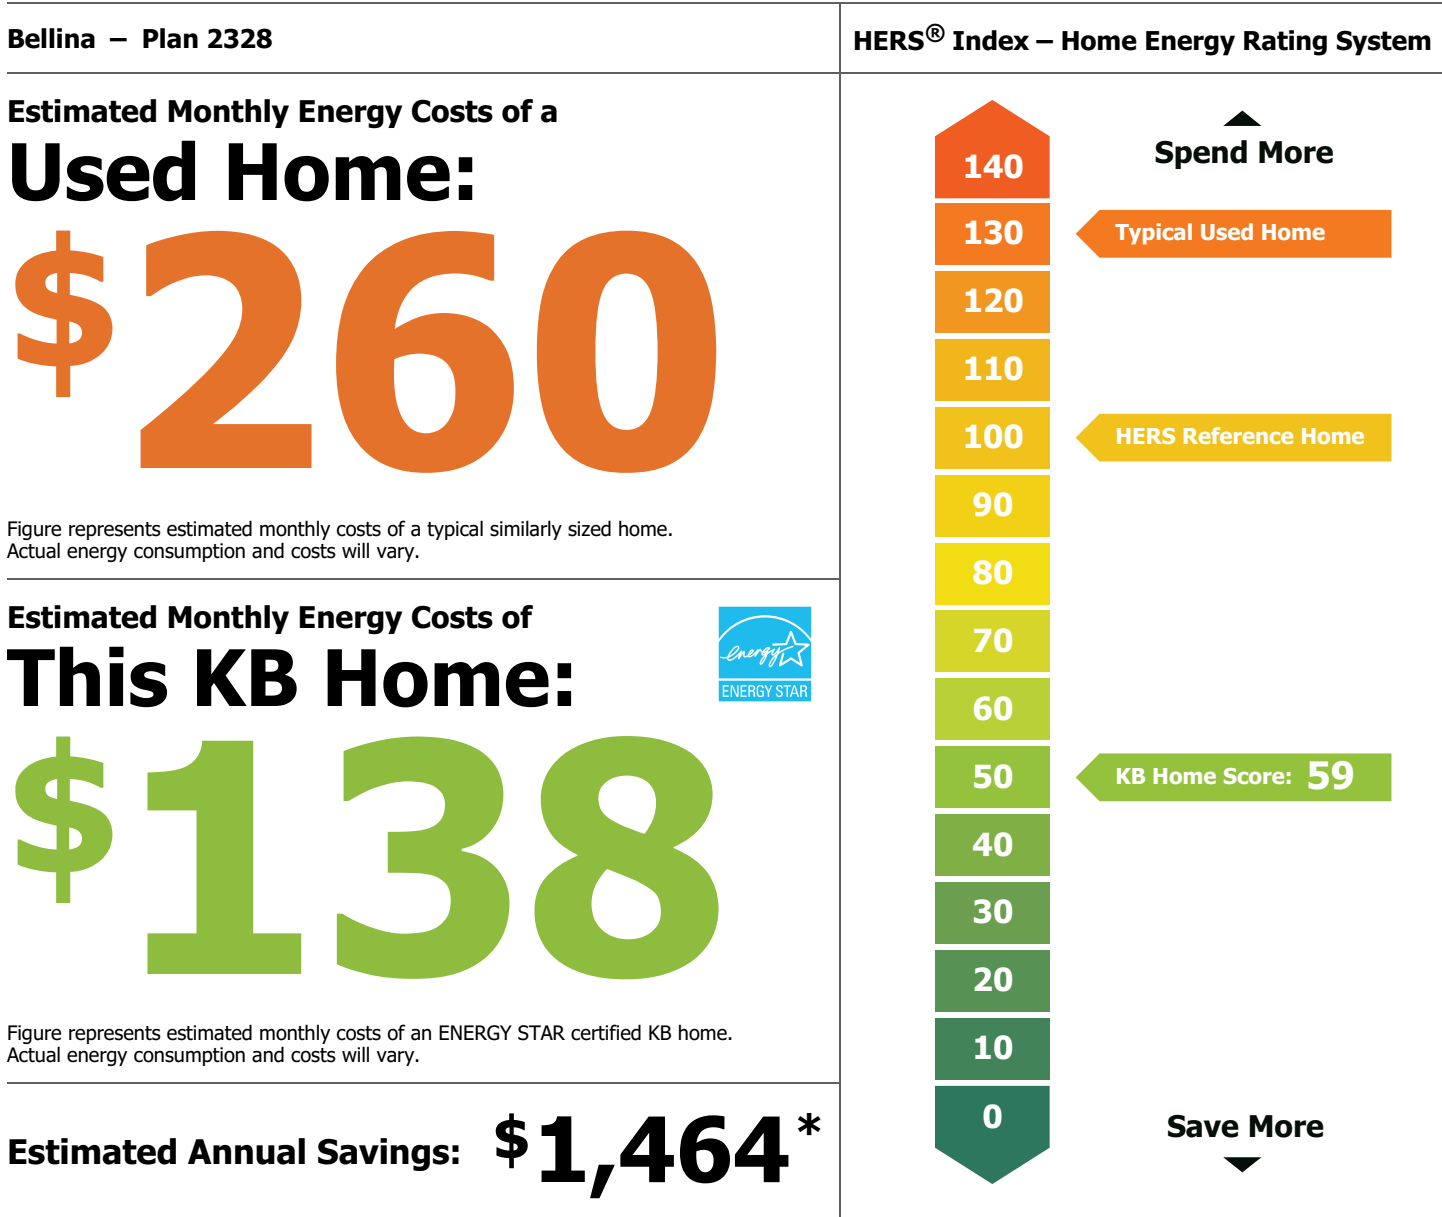 Bellina – Plan 2328
Estimated Monthly Energy Costs of a
Used Home:
$260
Figure represents estimated monthly costs of a typical similarly sized home.
Actual energy consumption and costs will vary.
Estimated Monthly Energy Costs of
This KB Home:
energy
ENERGY STAR
$138
Figure represents estimated monthly costs of an ENERGY STAR certified KB home.
Actual energy consumption and costs will vary.
Estimated Annual Savings: $1,464*
HERS® Index – Home Energy Rating System
Spend More
140
130 Typical Used Home
120
110
100 HERS Reference Home
90
80
70
60
50 KB Home Score: 59
40
30
20
10
0
Save More